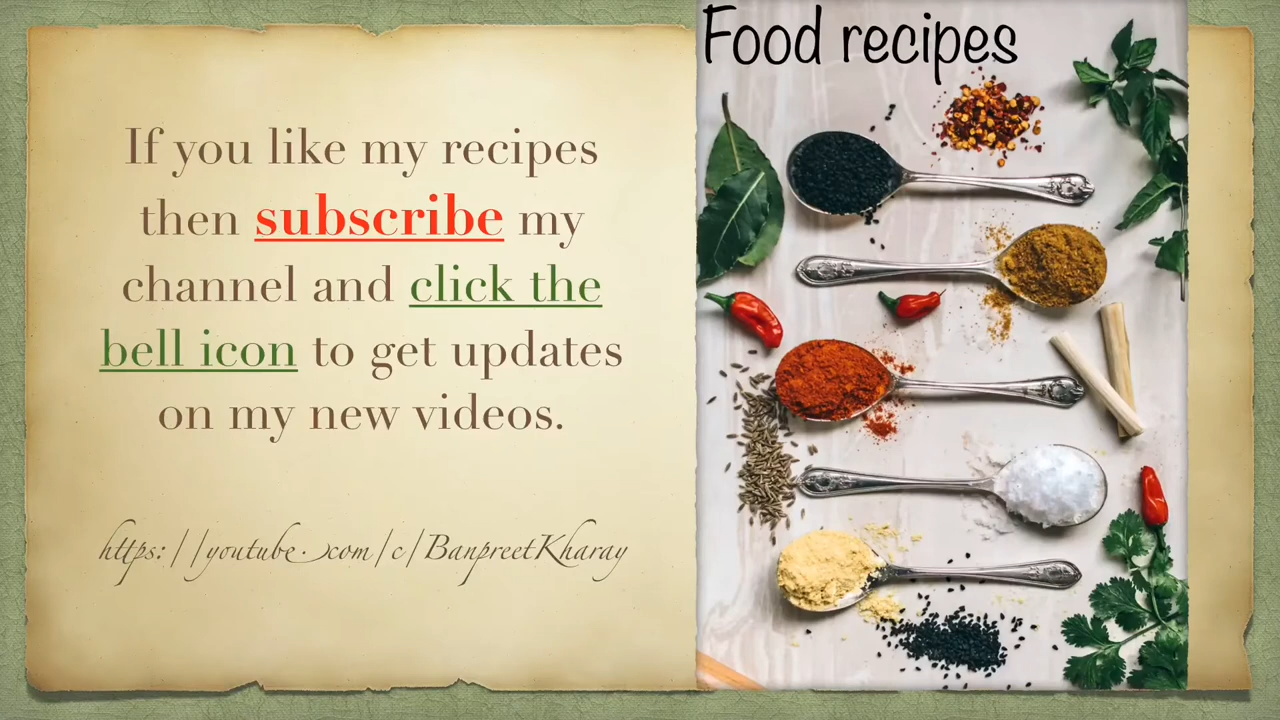 Food recipes
If you like my recipes
then subscribe my
channel and click the
bell icon to get updates
on my new videos.
https://youtube.com/c/BanpreetKharay